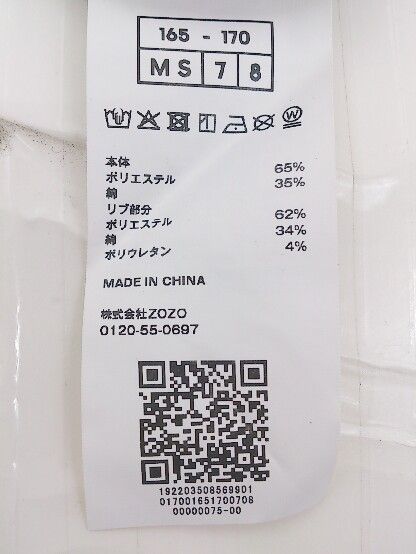 165 - 170
MS 7 8
本体
ポリエステル 65%
綿 35%
リブ部分
ポリエステル 62%
綿 34%
ポリウレタン 4%
MADE IN CHINA
株式会社ZOZO
0120-55-0697
192203508569901
017001651700708
00000075-00